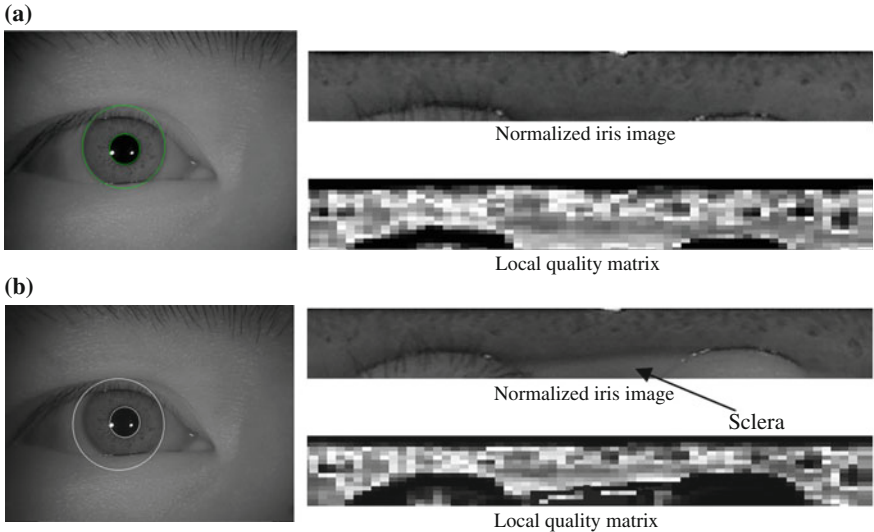 (a)
Normalized iris image
Local quality matrix
(b)
Normalized iris image
Sclera
Local quality matrix